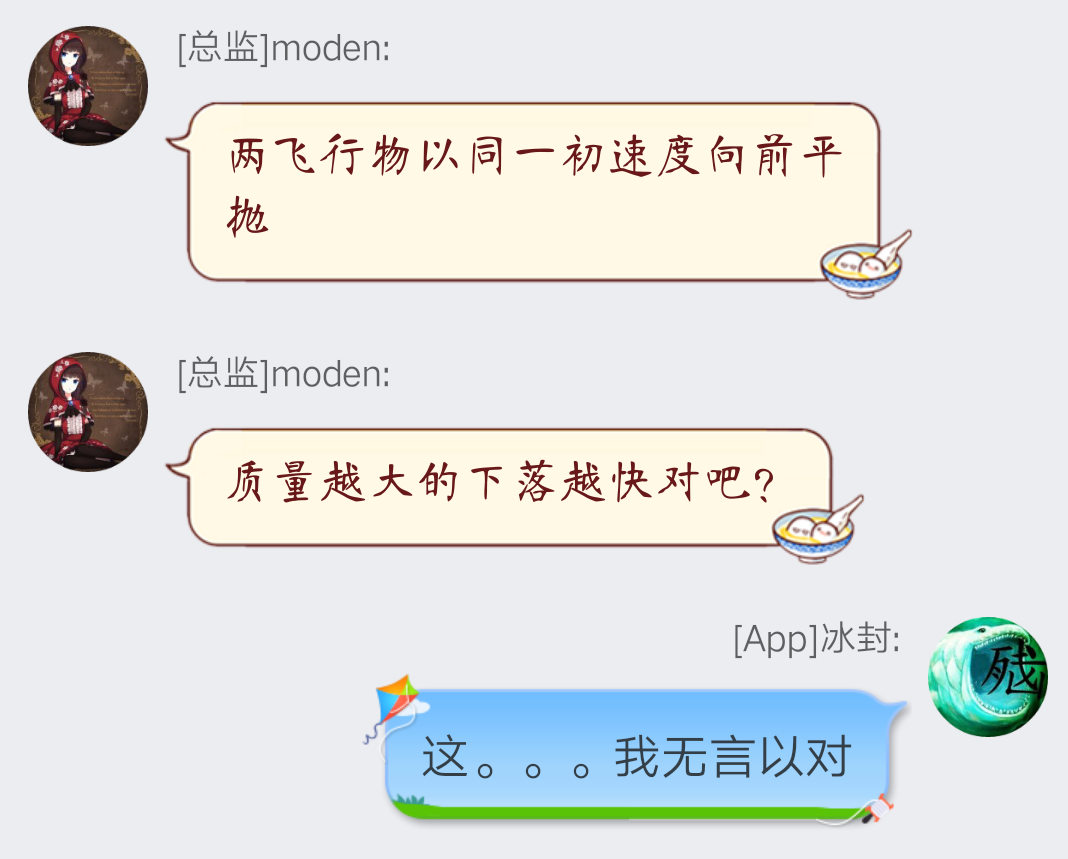 [总监]moden:
两飞行物以同一初速度向前平
抛
[总监]moden:
质量越大的下落越快对吧?
[App]冰封:
残
这。。。我无言以对